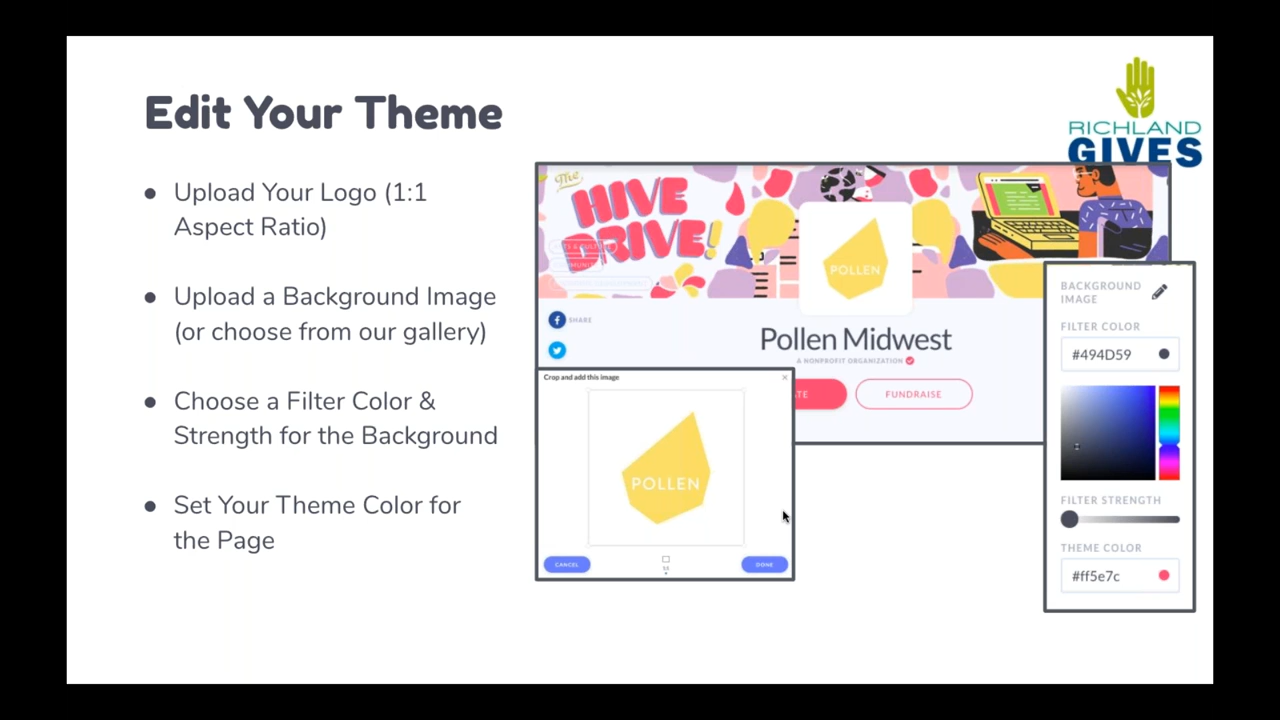 Edit Your Theme
RICHLAND
GIVES
● Upload Your Logo (1:1
Aspect Ratio)
● Upload a Background Image
(or choose from our gallery)
● Choose a Filter Color &
Strength for the Background
● Set Your Theme Color for
the Page
The
HIVE
DRIVE!
POLLEN
SHARE
Pollen Midwest
A NONPROFIT ORGANIZATION
FUNDRAISE
Crop and add this image
POLLEN
CANCEL
DONE
BACKGROUND
IMAGE
FILTER COLOR
#494D59
FILTER STRENGTH
THEME COLOR
#ff5e7c